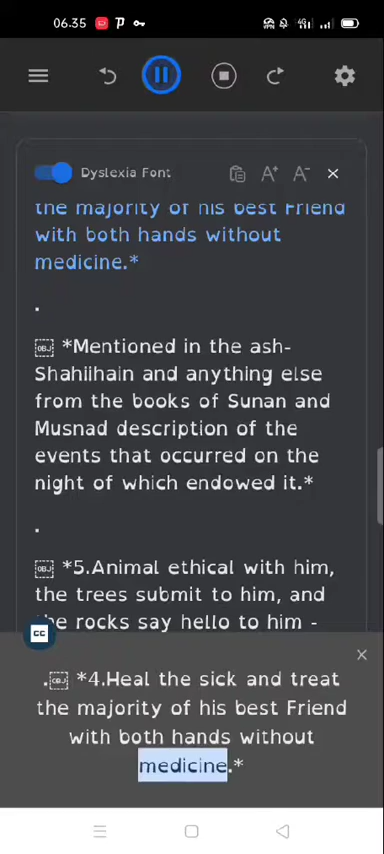 06.35
4G
Dyslexia Font
A+
A-
the majority of his best Friend
with both hands without
medicine.*
.
OBJ *Mentioned in the ash-
Shahiihain and anything else
from the books of Sunan and
Musnad description of the
events that occurred on the
night of which endowed it.*
.
OBJ *5.Animal ethical with him,
the trees submit to him, and
the rocks say hello to him -
CC
.OBJ *4.Heal the sick and treat
the majority of his best Friend
with both hands without
medicine.*